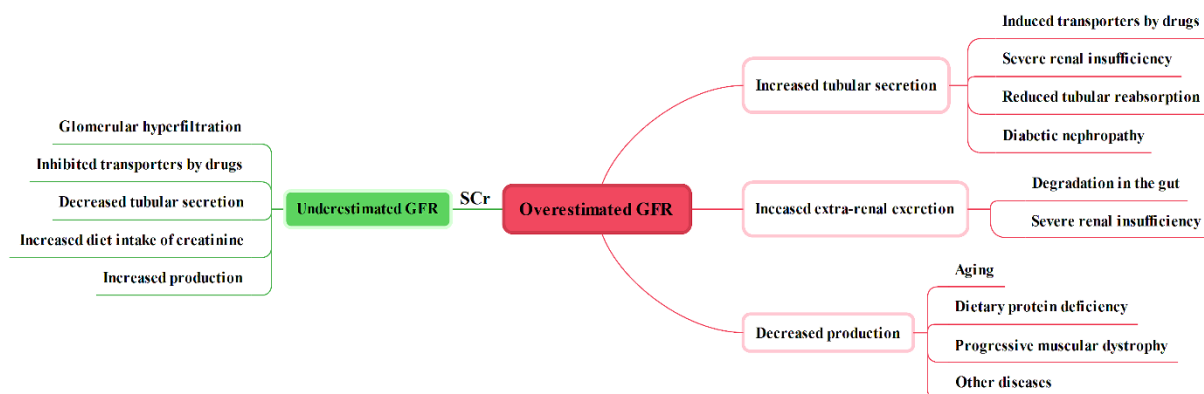 Glomerular hyperfiltration
Inhibited transporters by drugs
Decreased tubular secretion
Increased diet intake of creatinine
Increased production
Underestimated GFR
SCr
Overestimated GFR
Increased tubular secretion
Induced transporters by drugs
Severe renal insufficiency
Reduced tubular reabsorption
Diabetic nephropathy
Inceased extra-renal excretion
Degradation in the gut
Severe renal insufficiency
Decreased production
Aging
Dietary protein deficiency
Progressive muscular dystrophy
Other diseases